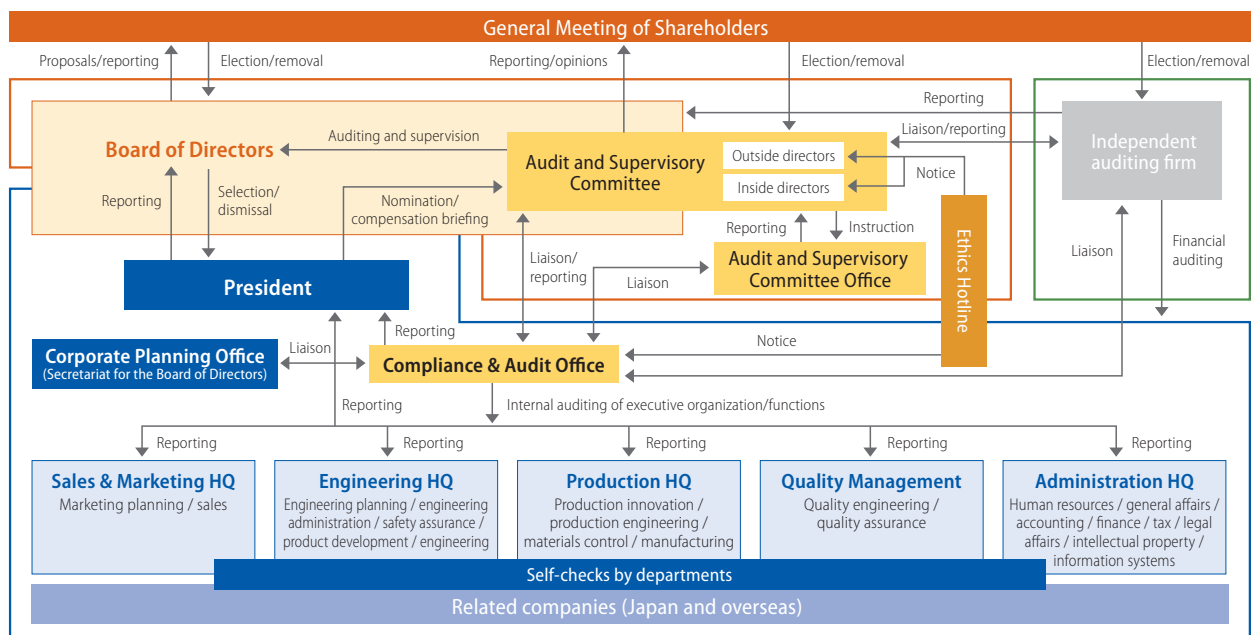 General Meeting of Shareholders
Proposals/reporting
Election/removal
Reporting/opinions
Election/removal
Election/removal
Reporting
Board of Directors
Auditing and supervision
Audit and Supervisory
Committee
Outside directors
Inside directors
Liaison/reporting
Notice
Independent
auditing firm
Reporting
Selection/
dismissal
Nomination/
compensation briefing
Reporting
Instruction
Ethics Hotline
Liaison
Financial
auditing
President
Liaison/
reporting
Liaison
Audit and Supervisory
Committee Office
Reporting
Corporate Planning Office
(Secretariat for the Board of Directors)
Liaison
Compliance & Audit Office
Notice
Reporting
Internal auditing of executive organization/functions
Reporting
Reporting
Reporting
Reporting
Reporting
Sales & Marketing HQ
Marketing planning / sales
Engineering HQ
Engineering planning / engineering
administration / safety assurance /
product development / engineering
Production HQ
Production innovation /
production engineering /
materials control / manufacturing
Quality Management
Quality engineering /
quality assurance
Administration HQ
Human resources / general affairs /
accounting / finance / tax / legal
affairs / intellectual property /
information systems
Self-checks by departments
Related companies (Japan and overseas)